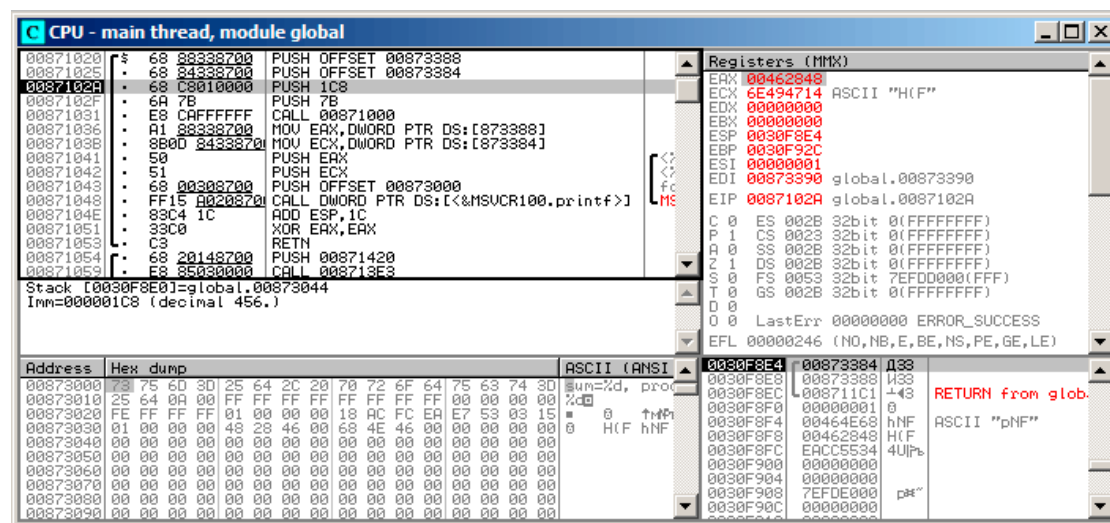 C CPU - main thread, module global
00871020 $ 68 88338700 PUSH OFFSET 00873388
00871025 . 68 84338700 PUSH OFFSET 00873384
0087102A . 68 C8010000 PUSH 1C8
0087102F . 6A 7B PUSH 7B
00871031 . E8 CAFFFFFF CALL 00871000
00871036 . A1 88338700 MOV EAX,DWORD PTR DS:[873388]
0087103B . 8B0D 84338700 MOV ECX,DWORD PTR DS:[873384]
00871041 . 50 PUSH EAX
00871042 . 51 PUSH ECX
00871043 . 68 00308700 PUSH OFFSET 00873000
00871048 . FF15 A0208700 CALL DWORD PTR DS:[<&MSVCR100.printf>]
0087104E . 83C4 1C ADD ESP,1C
00871051 . 33C0 XOR EAX,EAX
00871053 . C3 RETN
00871054 . 68 20148700 PUSH 00871420
00871059 . E8 85030000 CALL 008713E3
Stack [0030F8E0]=global.00873044
Imm=000001C8 (decimal 456.)
Registers (MMX)
EAX 00462848
ECX 6E494714 ASCII "H(F"
EDX 00000000
EBX 00000000
ESP 0030F8E4
EBP 0030F92C
ESI 00000001
EDI 00873390 global.00873390
EIP 0087102A global.0087102A
C 0 ES 002B 32bit 0(FFFFFFFF)
P 1 CS 0023 32bit 0(FFFFFFFF)
A 0 SS 002B 32bit 0(FFFFFFFF)
Z 1 DS 002B 32bit 0(FFFFFFFF)
S 0 FS 0053 32bit 7EFDD000(FFF)
T 0 GS 002B 32bit 0(FFFFFFFF)
D 0
O 0 LastErr 00000000 ERROR_SUCCESS
EFL 00000246 (NO,NB,E,BE,NS,PE,GE,LE)
Address Hex dump ASCII (ANSI
00873000 73 75 6D 3D 25 64 2C 20 70 72 6F 64 75 63 74 3D sum=%d, prod
00873010 25 64 0A 00 FF FF FF FF FF FF FF FF 00 00 00 00 %d
00873020 FE FF FF FF 01 00 00 00 18 AC FC EA E7 53 03 15
00873030 01 00 00 00 48 28 46 00 68 4E 46 00 00 00 00 00 H(F hNF
00873040 00 00 00 00 00 00 00 00 00 00 00 00 00 00 00 00
00873050 00 00 00 00 00 00 00 00 00 00 00 00 00 00 00 00
00873060 00 00 00 00 00 00 00 00 00 00 00 00 00 00 00 00
00873070 00 00 00 00 00 00 00 00 00 00 00 00 00 00 00 00
00873080 00 00 00 00 00 00 00 00 00 00 00 00 00 00 00 00
00873090 00 00 00 00 00 00 00 00 00 00 00 00 00 00 00 00
0030F8E4 00873384 Д33
0030F8E8 00873388 И33
0030F8EC 008711C1 RETURN from glob
0030F8F0 00000001
0030F8F4 00464E68 hNF ASCII "pNF"
0030F8F8 00462848 H(F
0030F8FC EACC5534 4U
0030F900 00000000
0030F904 00000000
0030F908 7EFDE000
0030F90C 00000000